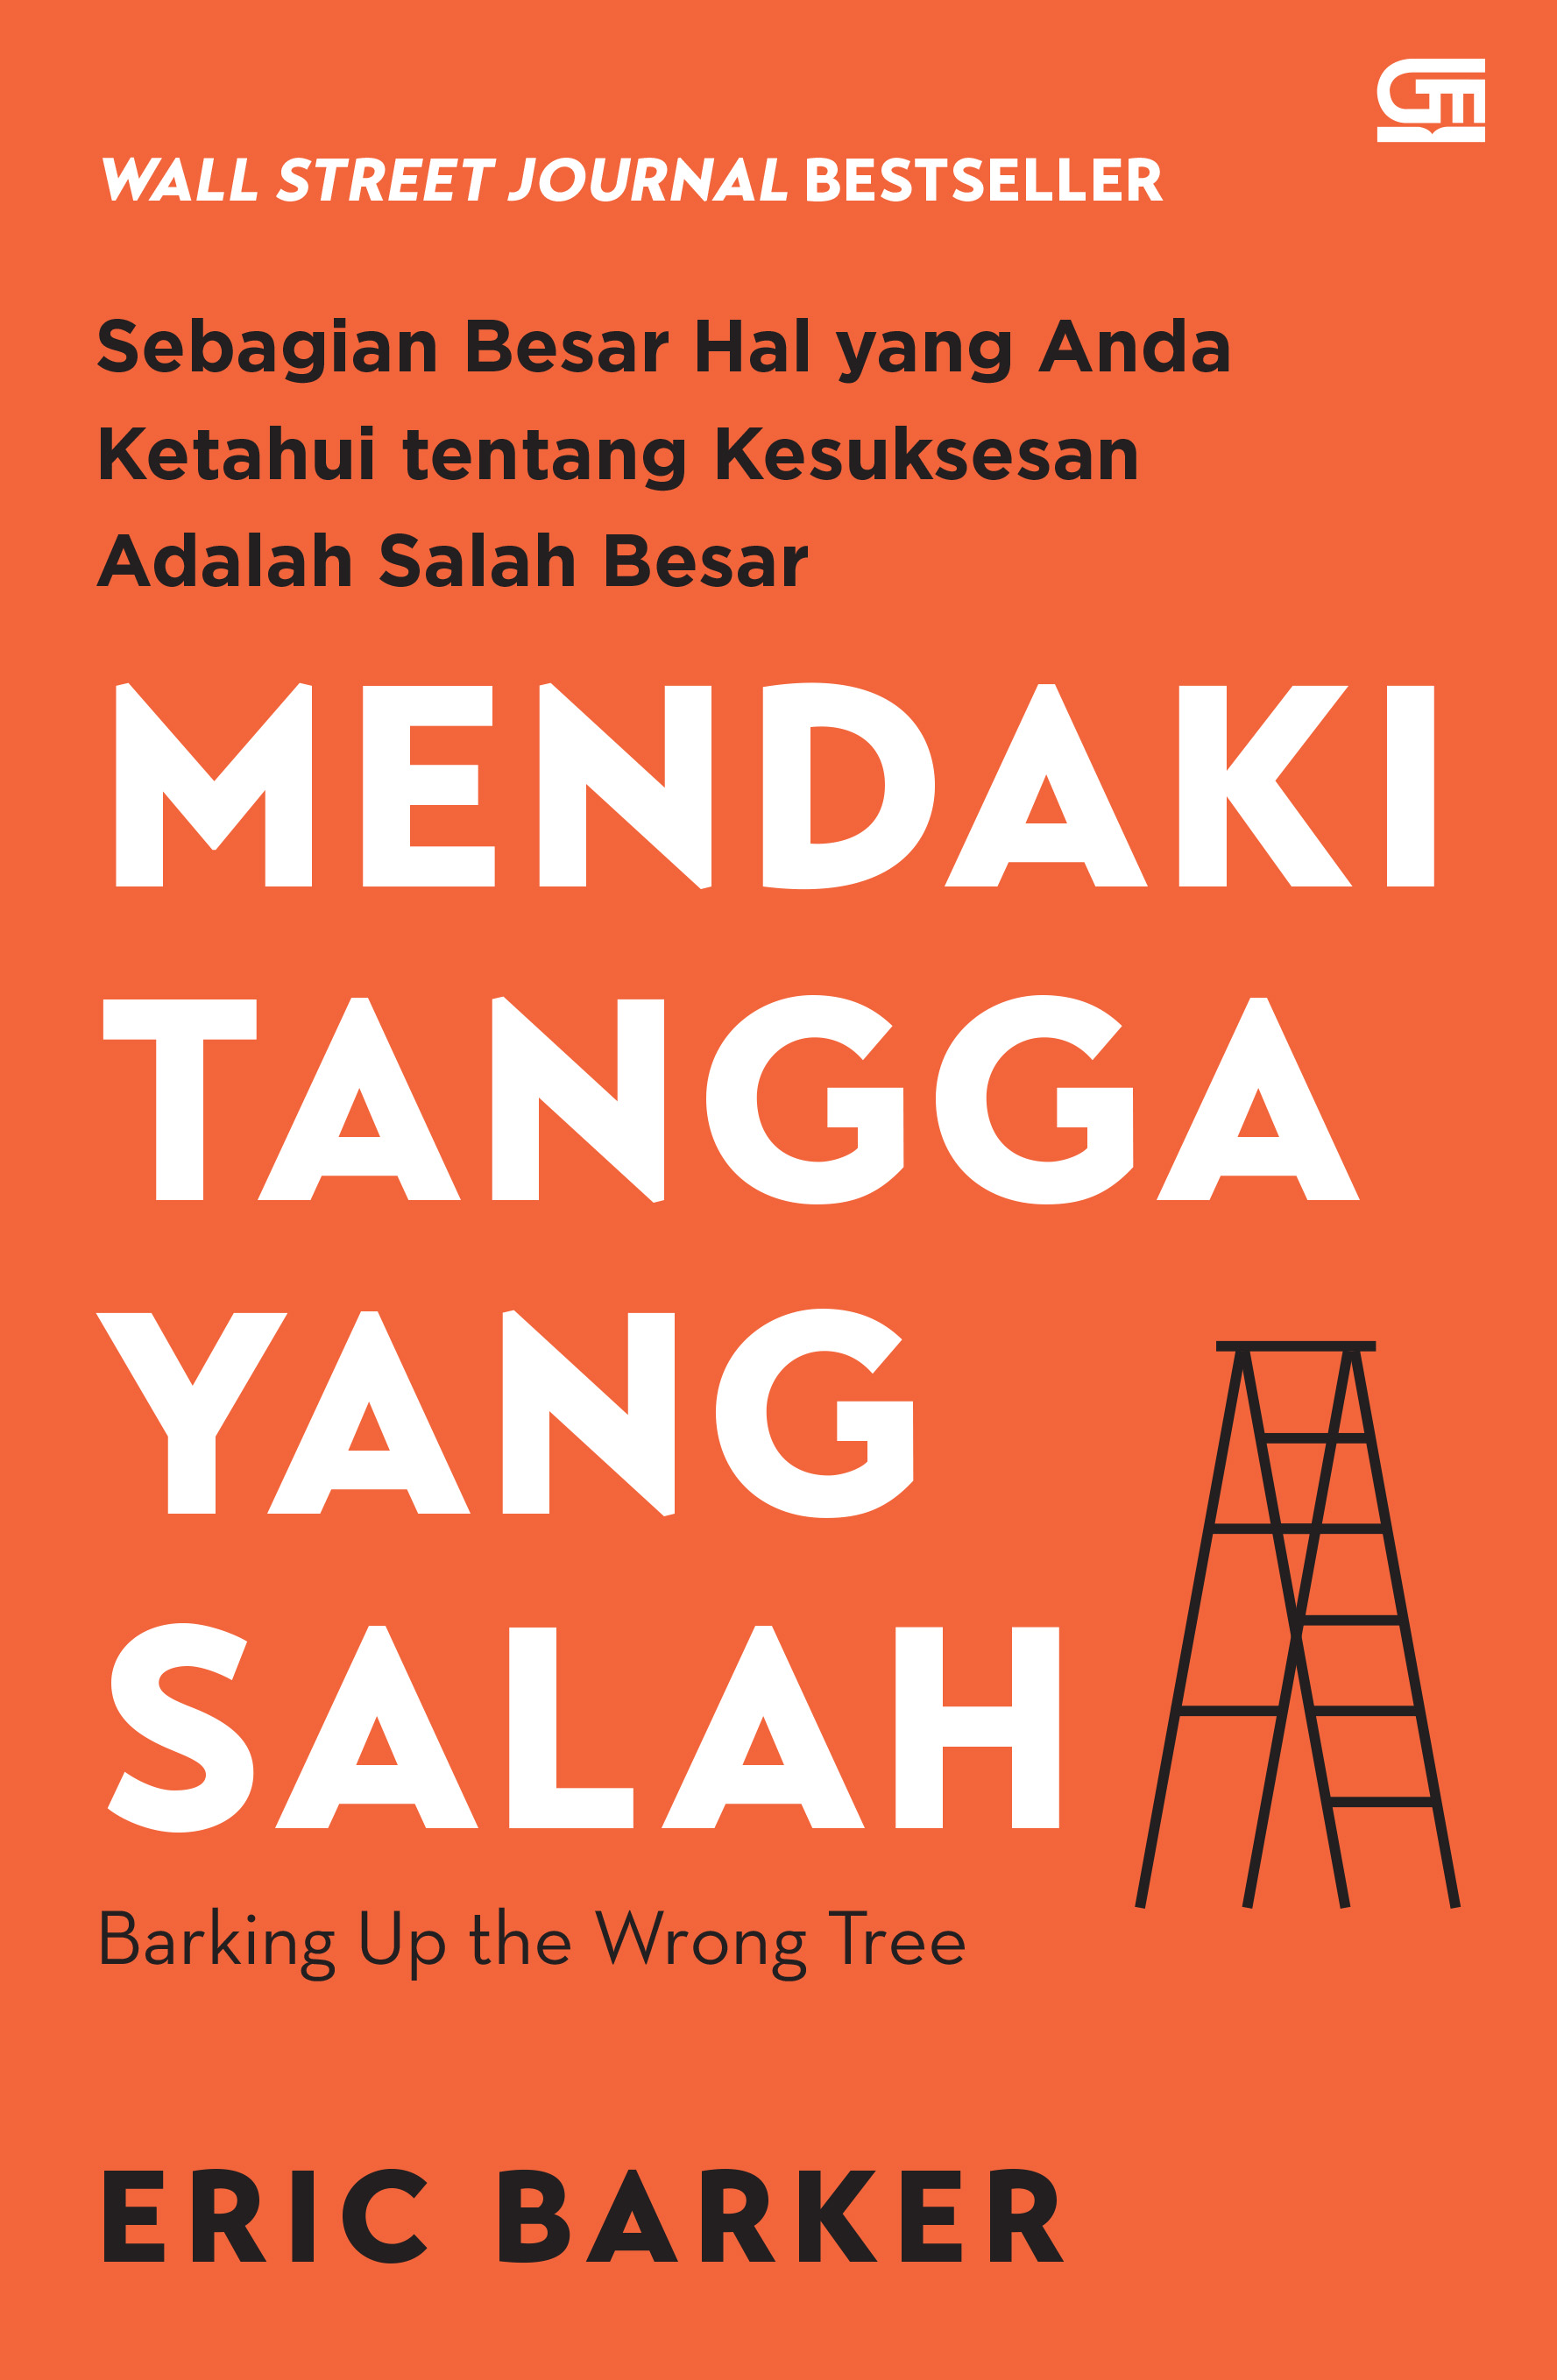 WALL STREET JOURNAL BESTSELLER
Sebagian Besar Hal yang Anda
Ketahui tentang Kesuksesan
Adalah Salah Besar
MENDAKI
TANGGA
YANG
SALAH
Barking Up the Wrong Tree
ERIC BARKER